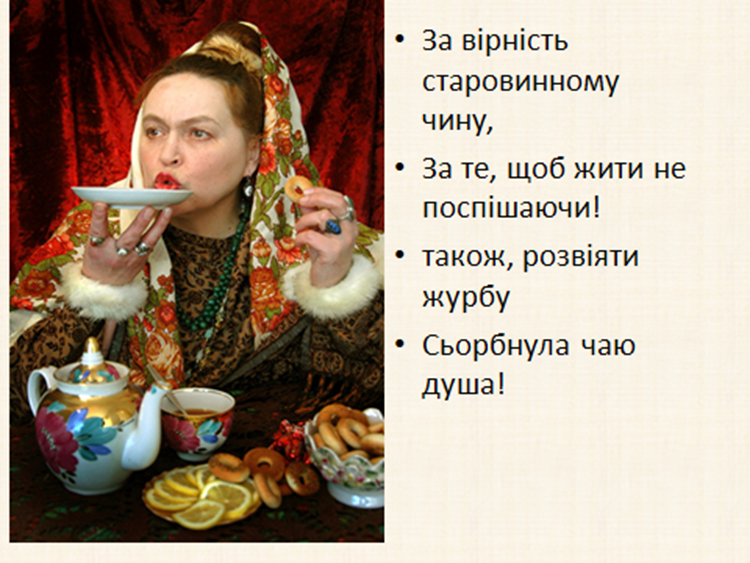 • За вірність
старовинному
чину,
• За те, щоб жити не
поспішаючи!
• також, розвіяти
журбу
• Сьорбнула чаю
душа!